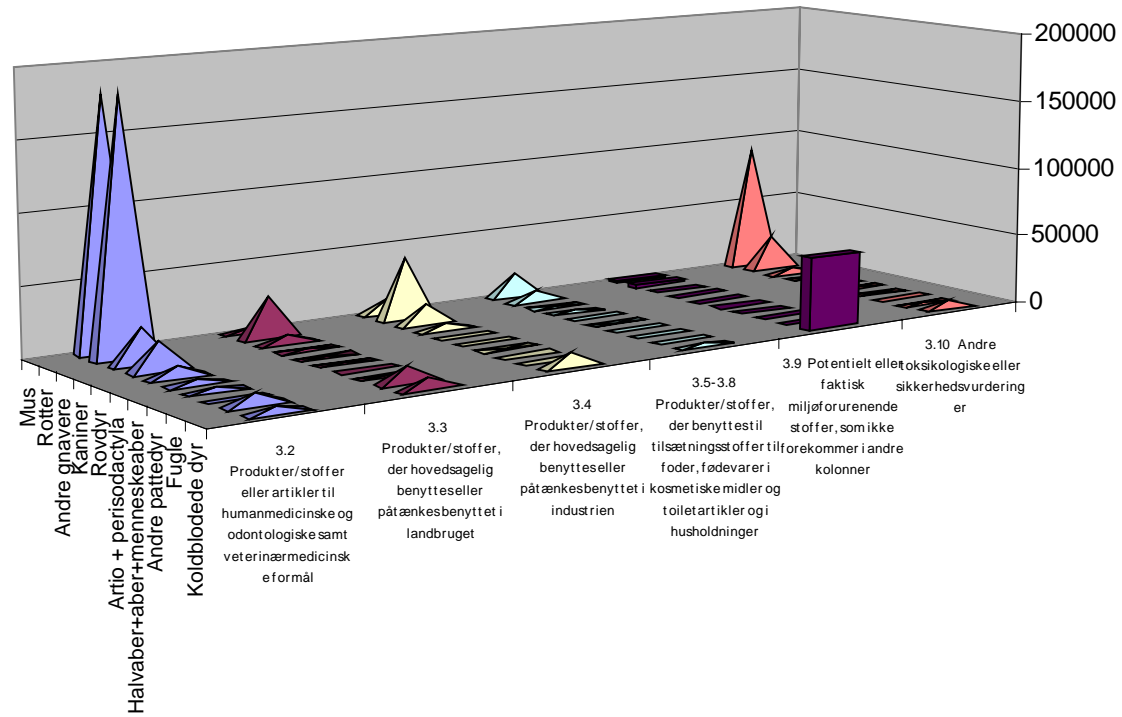 200000
150000
100000
50000
0
Mus
Rotter
Andre gnavere
Kaniner
Rovdyr
Artio + perisodactyla
Halvaber+aber+menneskeaber
Andre pattedyr
Fugle
Koldblodede dyr
3.2
Produkter/stoffer
eller artikler til
humanmedicinske og
odontologiske samt
veterinærmedicinsk
e formål
3.3
Produkter/stoffer,
der hovedsagelig
benyttes eller
påtænkes benyttet i
landbruget
3.4
Produkter/stoffer,
der hovedsagelig
benyttes eller
påtænkes benyttet i
industrien
3.5-3.8
Produkter/stoffer,
der benyttes til
tilsætningsstoffer til
foder, fødevarer i
kosmetiske midler og
toiletartikler og i
husholdninger
3.9 Potentielt eller
faktisk
miljøforurenende
stoffer, som ikke
forekommer i andre
kolonner
3.10 Andre
toksikologiske eller
sikkerhedsvurdering
er